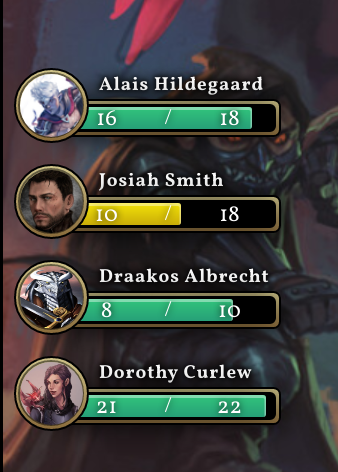 Alais Hildegaard
16 / 18
Josiah Smith
10 / 18
Draakos Albrecht
8 / 10
Dorothy Curlew
21 / 22